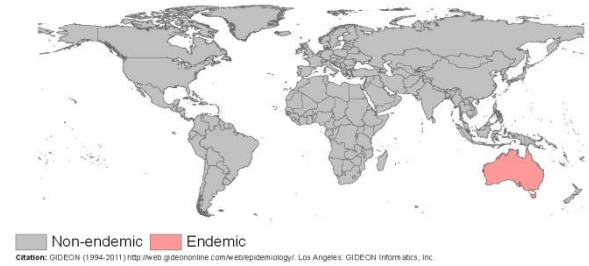 Non-endemic Endemic
Citation: GIDEON (1994-2011) http://web.gideononline.com/web/epidemiology/. Los Angeles: GIDEON Informatics, Inc.